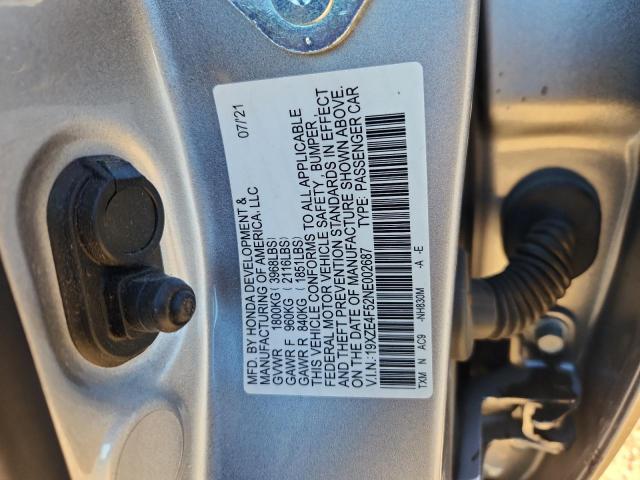 MFD. BY HONDA DEVELOPMENT & 07/'21
MANUFACTURING OF AMERICA, LLC
GVWR 1800KG(3968LBS)
GAWR F 960KG (2116LBS)
GAWR R 840KG (1851LBS)
THIS VEHICLE CONFORMS TO ALL APPLICABLE
FEDERAL MOTOR VEHICLE SAFETY, BUMPER,
AND THEFT PREVENTION STANDARDS IN EFFECT
ON THE DATE OF MANUFACTURE SHOWN ABOVE.
V.I.N.:19XZE4F52NE002687 TYPE: PASSENGER CAR
TXM N AC9 -NH830M -A -E